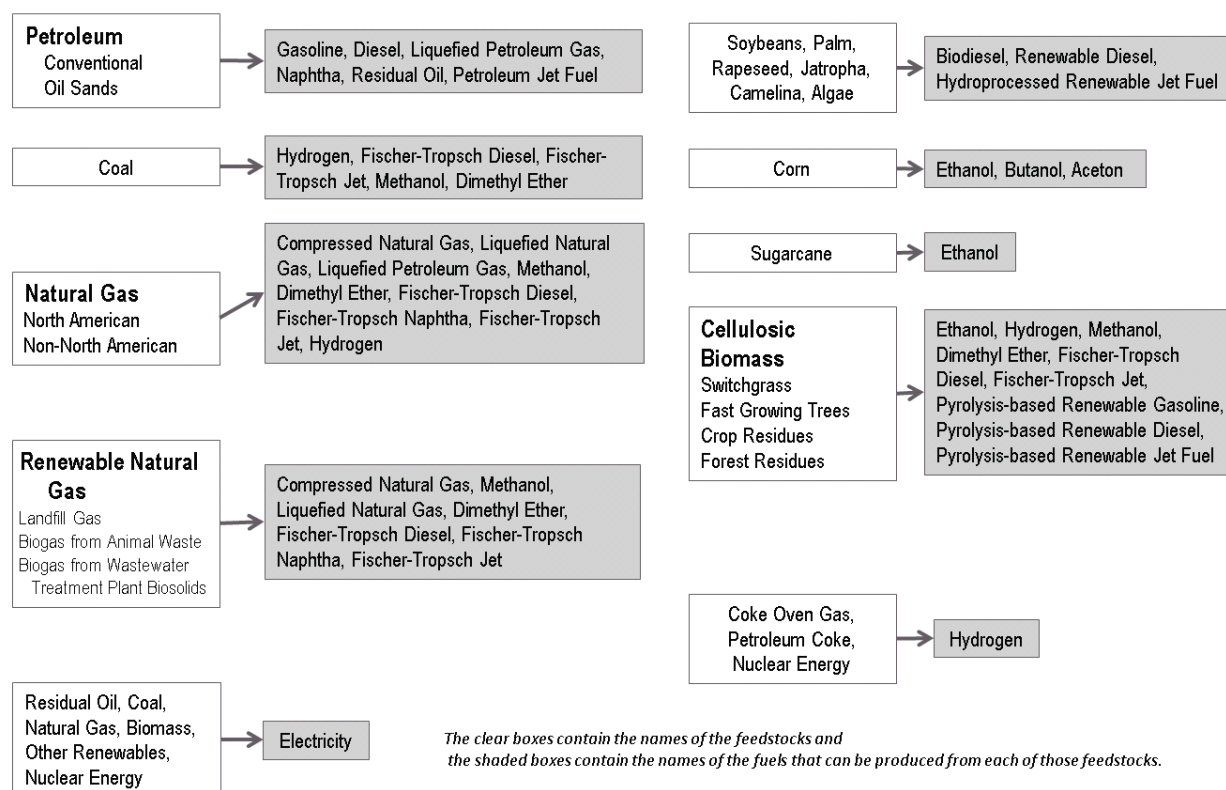 Petroleum
Conventional
Oil Sands
Gasoline, Diesel, Liquefied Petroleum Gas,
Naphtha, Residual Oil, Petroleum Jet Fuel
Coal
Hydrogen, Fischer-Tropsch Diesel, Fischer-
Tropsch Jet, Methanol, Dimethyl Ether
Natural Gas
North American
Non-North American
Compressed Natural Gas, Liquefied Natural
Gas, Liquefied Petroleum Gas, Methanol,
Dimethyl Ether, Fischer-Tropsch Diesel,
Fischer-Tropsch Naphtha, Fischer-Tropsch
Jet, Hydrogen
Renewable Natural
Gas
Landfill Gas
Biogas from Animal Waste
Biogas from Wastewater
Treatment Plant Biosolids
Compressed Natural Gas, Methanol,
Liquefied Natural Gas, Dimethyl Ether,
Fischer-Tropsch Diesel, Fischer-Tropsch
Naphtha, Fischer-Tropsch Jet
Residual Oil, Coal,
Natural Gas, Biomass,
Other Renewables,
Nuclear Energy
Electricity
Soybeans, Palm,
Rapeseed, Jatropha,
Camelina, Algae
Biodiesel, Renewable Diesel,
Hydroprocessed Renewable Jet Fuel
Corn
Ethanol, Butanol, Aceton
Sugarcane
Ethanol
Cellulosic
Biomass
Switchgrass
Fast Growing Trees
Crop Residues
Forest Residues
Ethanol, Hydrogen, Methanol,
Dimethyl Ether, Fischer-Tropsch
Diesel, Fischer-Tropsch Jet,
Pyrolysis-based Renewable Gasoline,
Pyrolysis-based Renewable Diesel,
Pyrolysis-based Renewable Jet Fuel
Coke Oven Gas,
Petroleum Coke,
Nuclear Energy
Hydrogen
The clear boxes contain the names of the feedstocks and
the shaded boxes contain the names of the fuels that can be produced from each of those feedstocks.